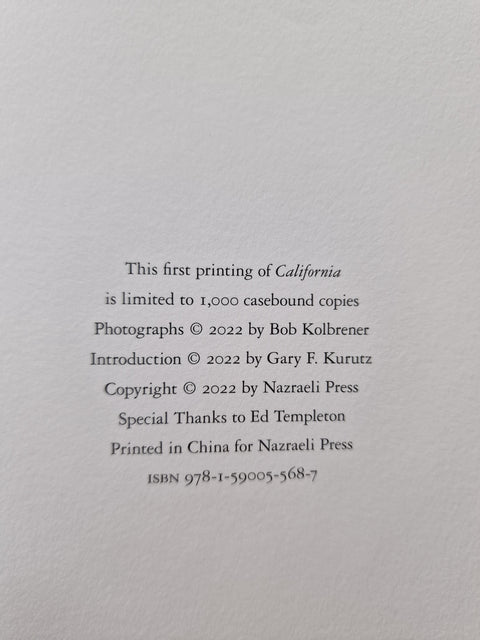 This first printing of California
is limited to 1,000 casebound copies
Photographs © 2022 by Bob Kolbrener
Introduction © 2022 by Gary F. Kurutz
Copyright © 2022 by Nazraeli Press
Special Thanks to Ed Templeton
Printed in China for Nazraeli Press
ISBN 978-1-59005-568-7